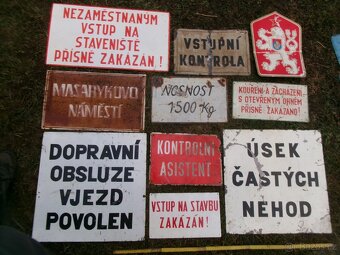 NEZAMĚSTNANÝM
VSTUP NA
STAVENIŠTĚ
PŘÍSNĚ ZAKÁZÁN!
VSTUPNÍ
KONTROLA
MASARYKOVO
NÁMĚSTÍ
NOSNOST
1500 Kg
KOUŘENÍ A ZACHÁZENÍ
S OTEVŘENÝM OHNĚM
PŘÍSNĚ ZAKÁZÁNO!
DOPRAVNÍ
OBSLUZE
VJEZD
POVOLEN
KONTROLNÍ
ASISTENT
VSTUP NA STAVBU
ZAKÁZÁN!
ÚSEK
ČASTÝCH
NEHOD